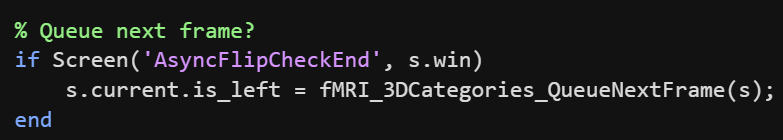 % Queue next frame?
if Screen('AsyncFlipCheckEnd', s.win)
    s.current.is_left = fMRI_3DCategories_QueueNextFrame(s);
end